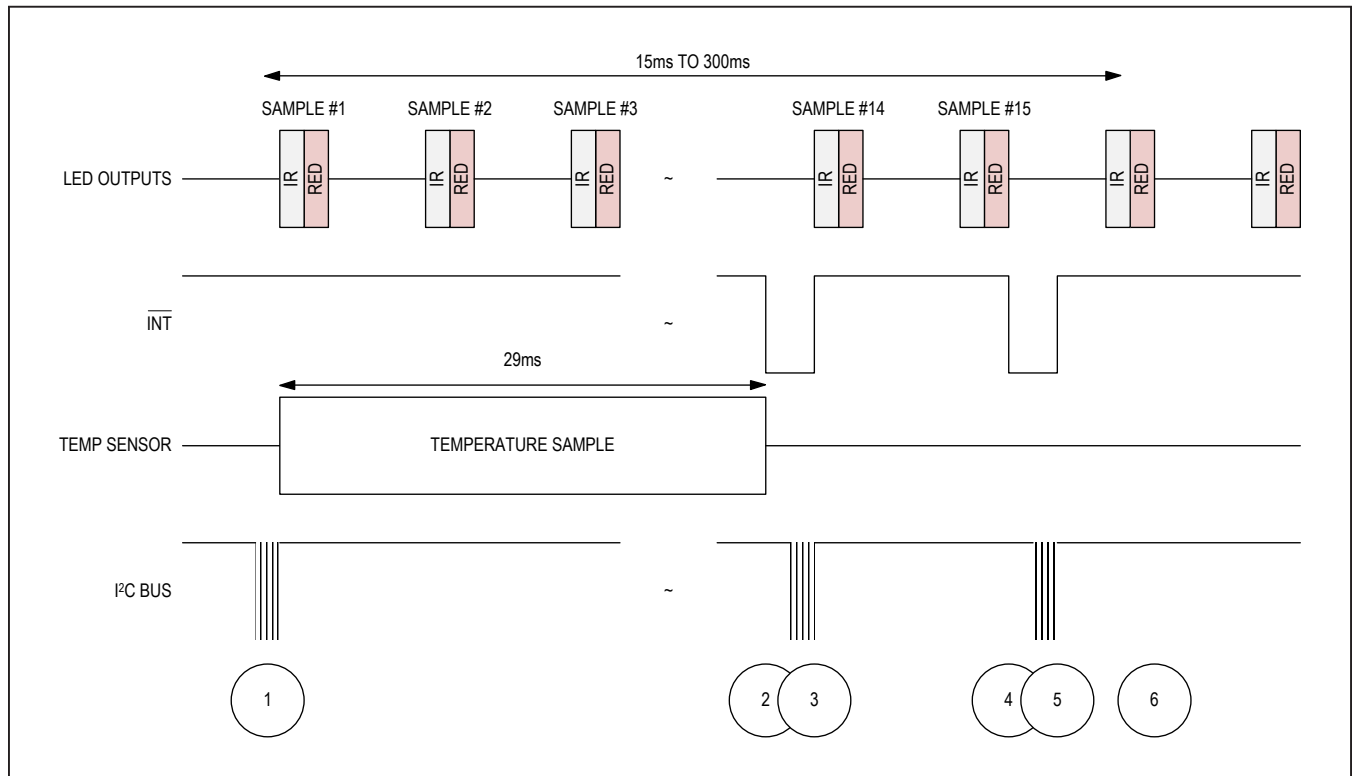 15ms TO 300ms
SAMPLE #1 SAMPLE #2 SAMPLE #3 SAMPLE #14 SAMPLE #15
LED OUTPUTS IR RED IR RED IR RED ~ IR RED IR RED IR RED IR RED
INT ~
29ms
TEMP SENSOR TEMPERATURE SAMPLE
I²C BUS ~
1 2 3 4 5 6